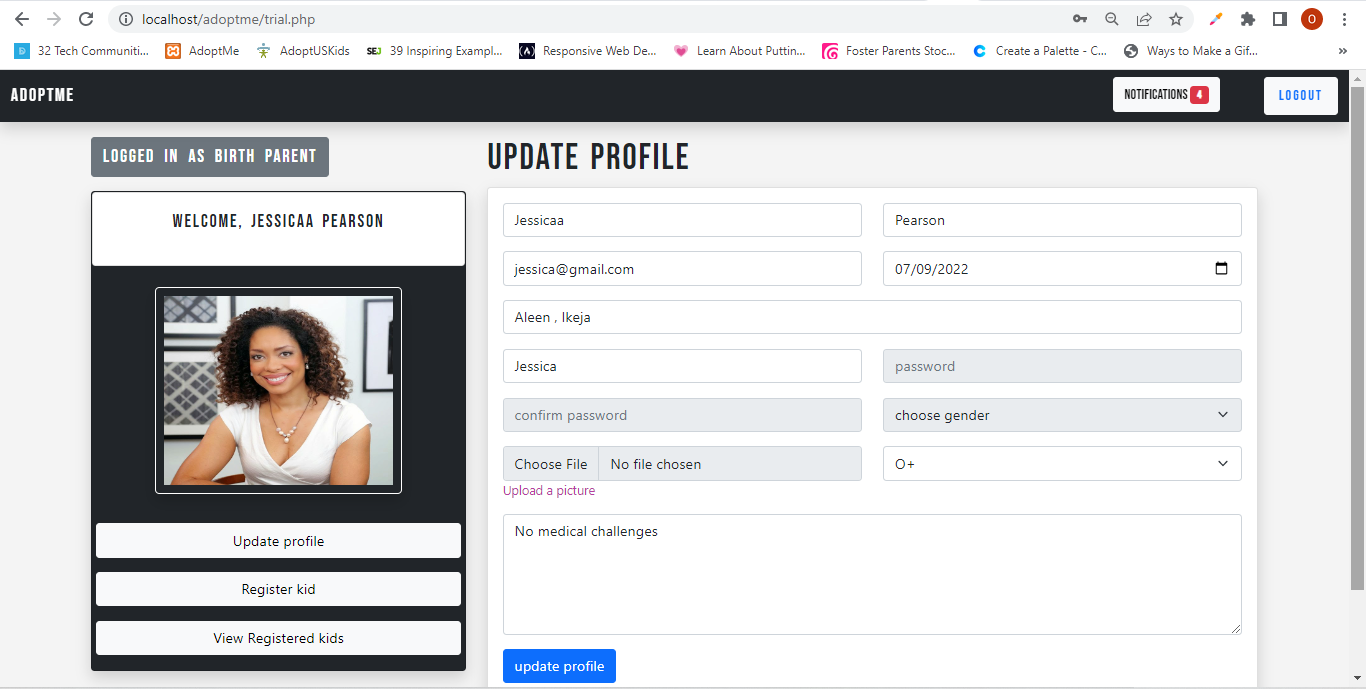 localhost/adoptme/trial.php
O
32 Tech Communiti...
AdoptMe
AdoptUSKids
SEJ 39 Inspiring Exampl...
Responsive Web De...
Learn About Puttin...
Foster Parents Stoc...
Create a Palette - C...
Ways to Make a Gif...
»
ADOPTME
NOTIFICATIONS 4
LOGOUT
LOGGED IN AS BIRTH PARENT
WELCOME, JESSICAA PEARSON
Update profile
Register kid
View Registered kids
UPDATE PROFILE
Jessicaa
Pearson
jessica@gmail.com
07/09/2022
Aleen , Ikeja
Jessica
password
confirm password
choose gender
Choose File No file chosen
O+
Upload a picture
No medical challenges
update profile